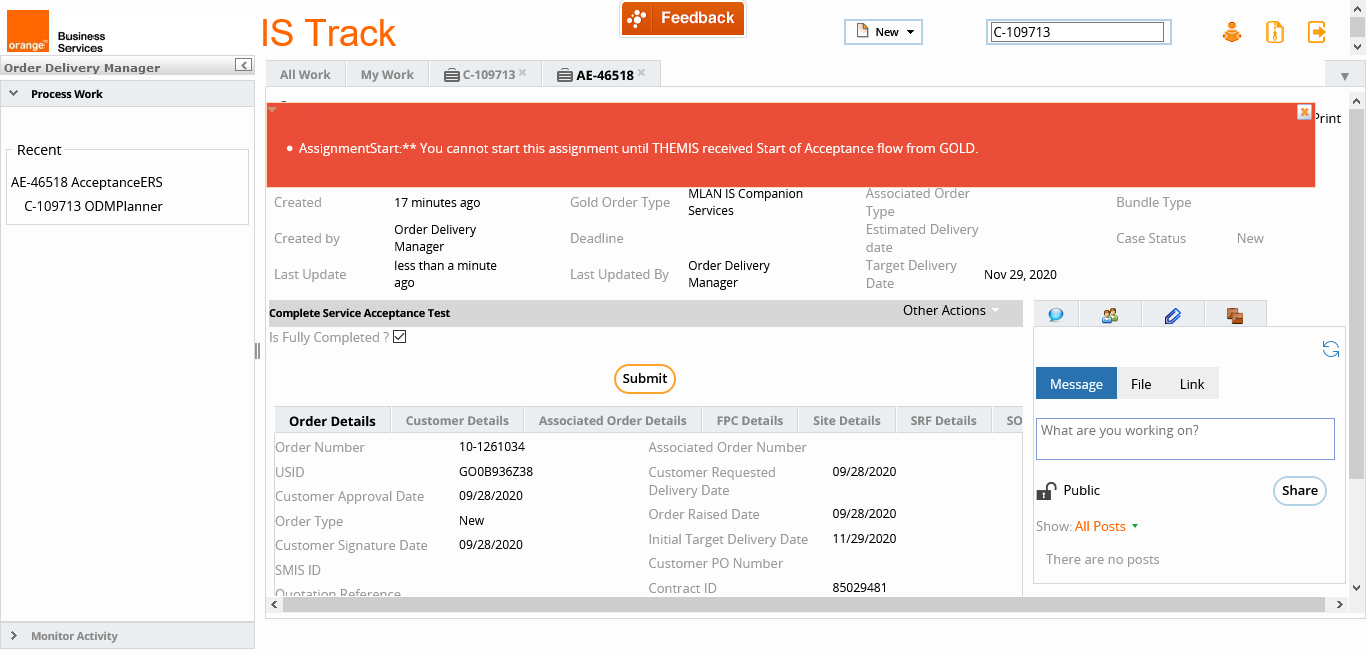 orange™
Business
Services
IS Track
Feedback
New
C-109713
Order Delivery Manager
All Work
My Work
C-109713
AE-46518
Process Work
Print
AssignmentStart:** You cannot start this assignment until THEMIS received Start of Acceptance flow from GOLD.
Recent
AE-46518 AcceptanceERS
C-109713 ODMPlanner
Created 17 minutes ago Gold Order Type MLAN IS Companion Services Associated Order Type Bundle Type
Created by Order Delivery Manager Deadline Estimated Delivery date Case Status New
Last Update less than a minute ago Last Updated By Order Delivery Manager Target Delivery Date Nov 29, 2020
Complete Service Acceptance Test Other Actions
Is Fully Completed ?
Submit
Message File Link
What are you working on?
Public Share
Show: All Posts
There are no posts
Order Details Customer Details Associated Order Details FPC Details Site Details SRF Details SO
Order Number 10-1261034 Associated Order Number
USID GO0B936Z38 Customer Requested Delivery Date 09/28/2020
Customer Approval Date 09/28/2020
Order Type New Order Raised Date 09/28/2020
Customer Signature Date 09/28/2020 Initial Target Delivery Date 11/29/2020
SMIS ID Customer PO Number
Quotation Reference Contract ID 85029481
Monitor Activity